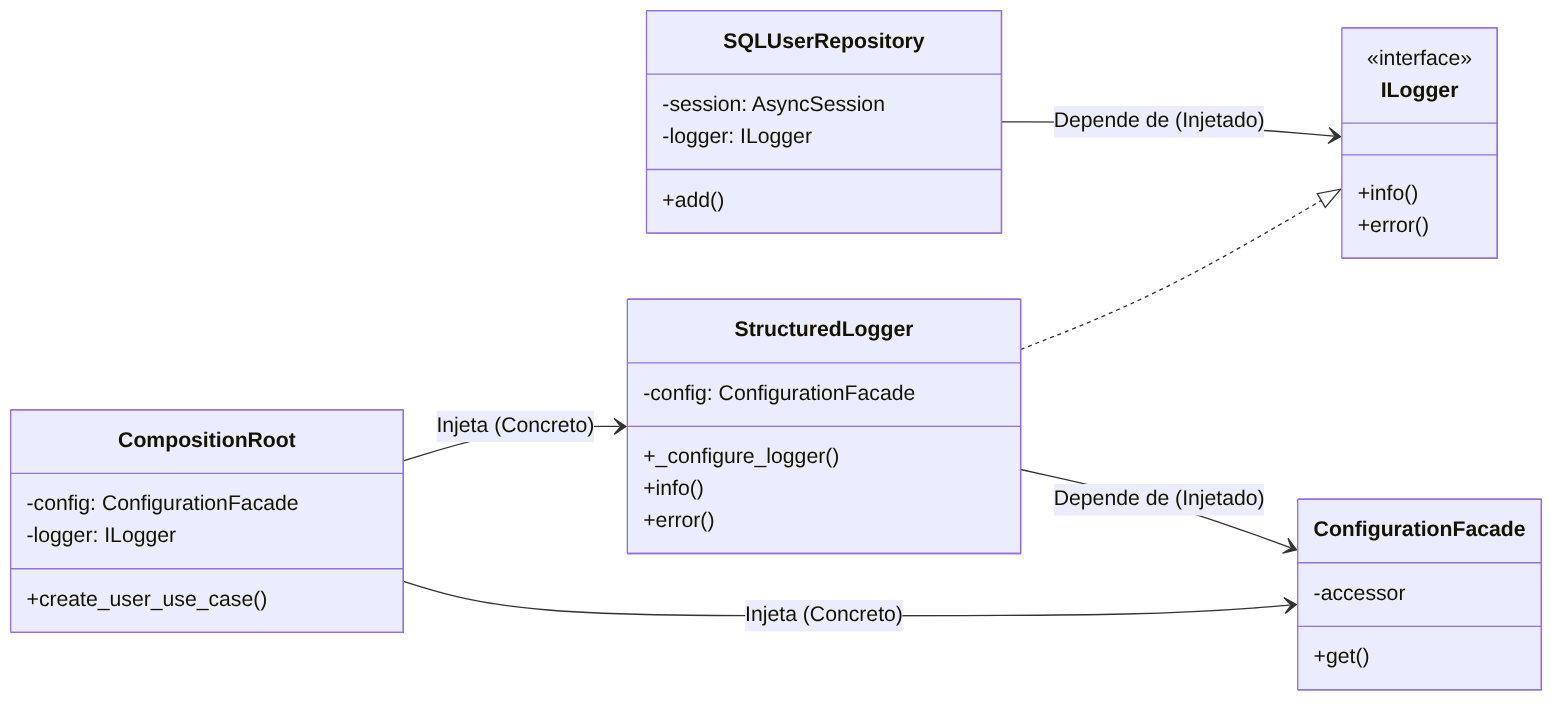 SQLUserRepository
-session: AsyncSession
-logger: ILogger
+add()
Depende de (Injetado)
«interface»
ILogger
+info()
+error()
StructuredLogger
-config: ConfigurationFacade
+_configure_logger()
+info()
+error()
CompositionRoot
-config: ConfigurationFacade
-logger: ILogger
+create_user_use_case()
Injeta (Concreto)
Depende de (Injetado)
Injeta (Concreto)
ConfigurationFacade
-accessor
+get()